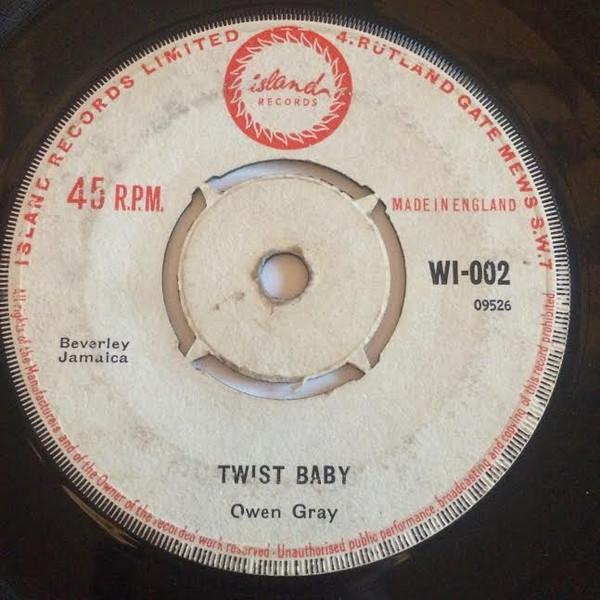 ISLAND RECORDS LIMITED 4. RUTLAND GATE MEWS S.W.7
island
RECORDS
45 R.P.M.
MADE IN ENGLAND
WI-002
09526
Beverley
Jamaica
TWIST BABY
Owen Gray
All rights of the Manufacturers and of the Owner of the recorded work reserved · Unauthorised public performance broadcasting and copying of this record prohibited